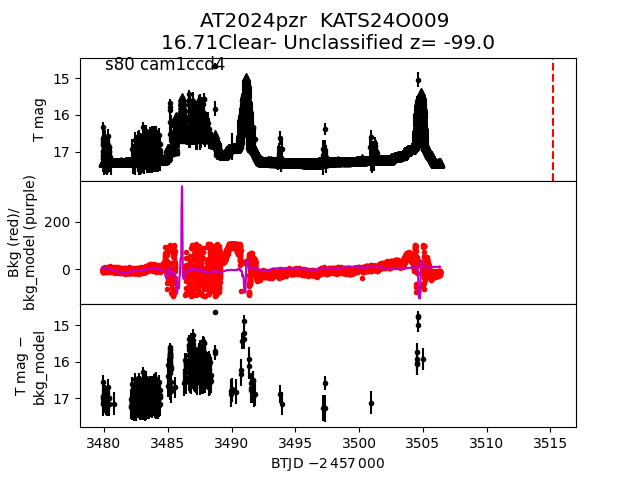 AT2024pzr  KATS24O009
16.71Clear- Unclassified z= -99.0
s80 cam1ccd4
T mag
15
16
17
Bkg (red)/
bkg_model (purple)
200
0
T mag −
bkg_model
15
16
17
3480 3485 3490 3495 3500 3505 3510 3515
BTJD −2 457 000